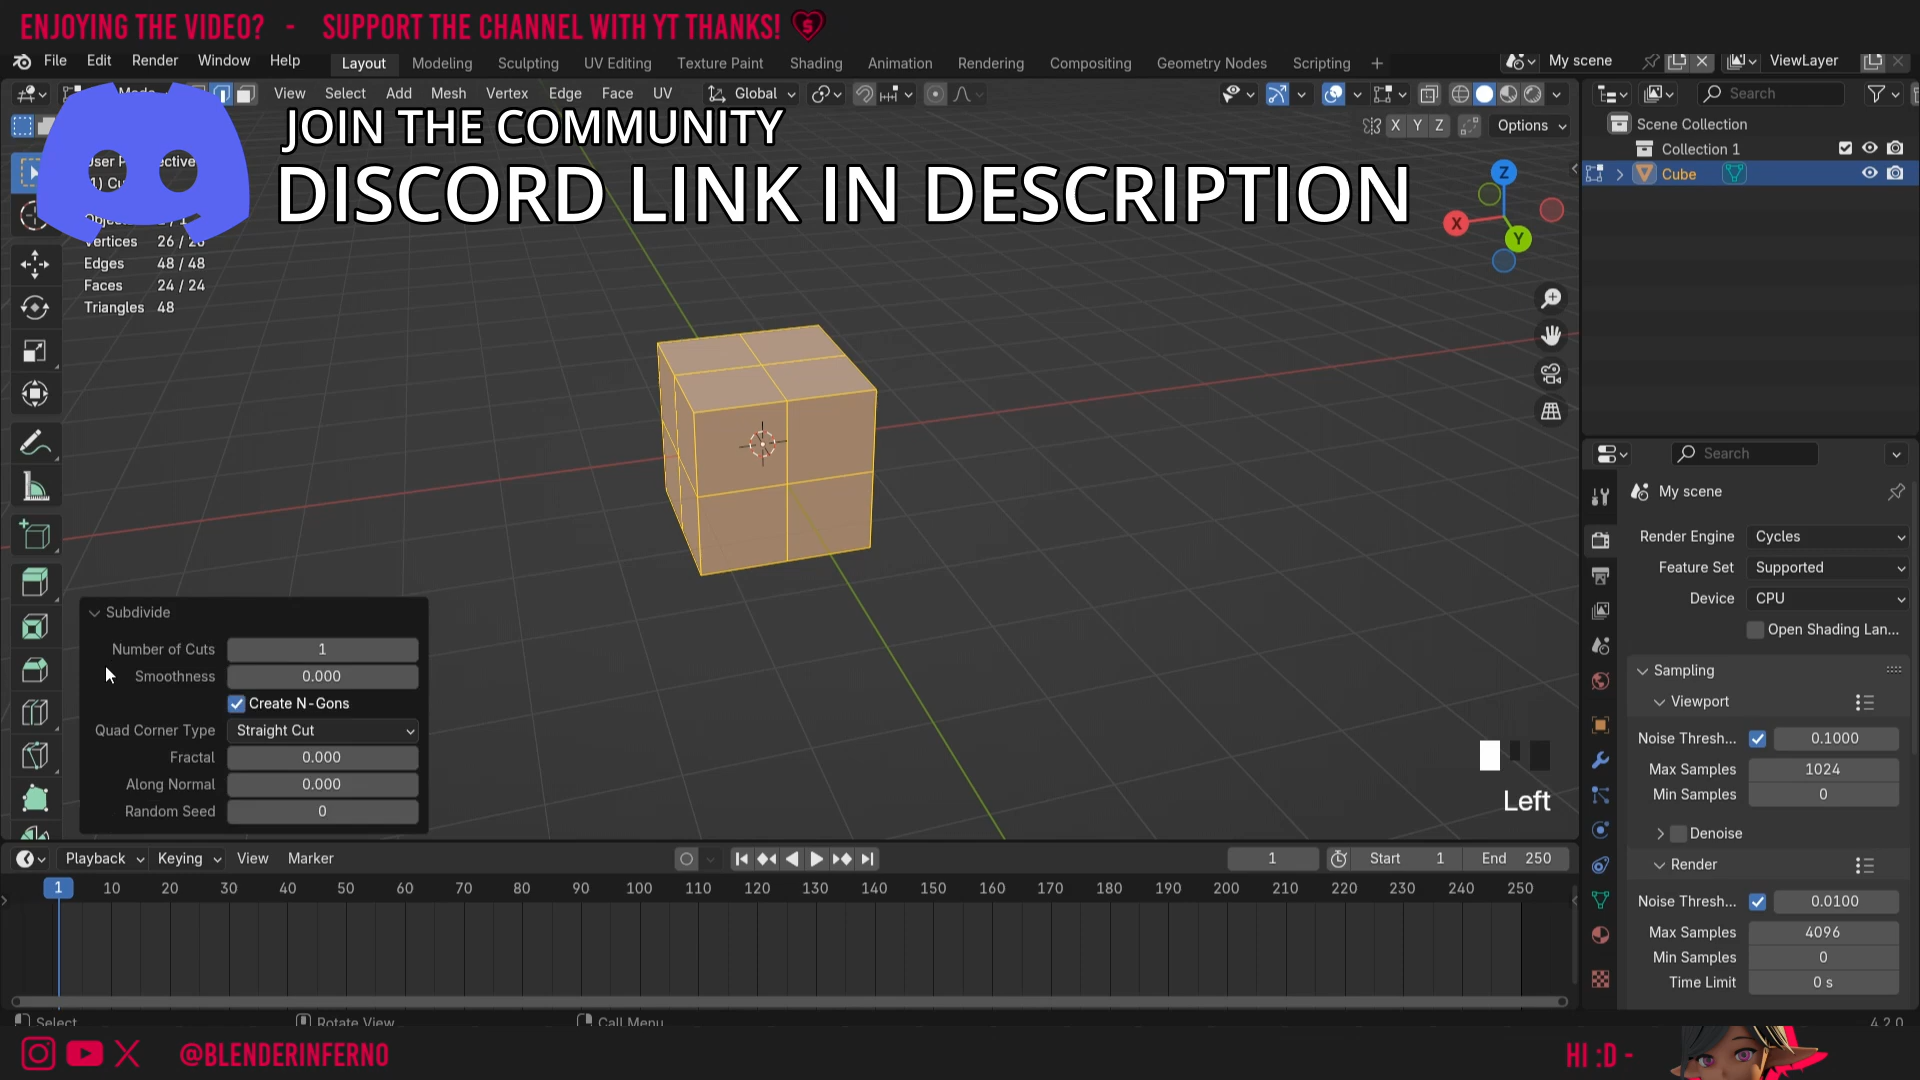 ENJOYING THE VIDEO? - SUPPORT THE CHANNEL WITH YT THANKS!
File Edit Render Window Help
Layout Modeling Sculpting UV Editing Texture Paint Shading Animation Rendering Compositing Geometry Nodes Scripting +
My scene
ViewLayer
View Select Add Mesh Vertex Edge Face UV
Global
Search
X Y Z
Options
JOIN THE COMMUNITY
DISCORD LINK IN DESCRIPTION
Scene Collection
Collection 1
Cube
Z
X
Y
Vertices 26 / 26
Edges 48 / 48
Faces 24 / 24
Triangles 48
Search
My scene
Render Engine Cycles
Feature Set Supported
Device CPU
Open Shading Lan...
Sampling
Viewport
Noise Thresh... 0.1000
Max Samples 1024
Min Samples 0
Denoise
Render
Noise Thresh... 0.0100
Max Samples 4096
Min Samples 0
Time Limit 0 s
Subdivide
Number of Cuts 1
Smoothness 0.000
Create N-Gons
Quad Corner Type Straight Cut
Fractal 0.000
Along Normal 0.000
Random Seed 0
Left
Playback Keying View Marker
1
Start 1
End 250
1 10 20 30 40 50 60 70 80 90 100 110 120 130 140 150 160 170 180 190 200 210 220 230 240 250
Select
Rotate View
Call Menu
4.2.0
@BLENDERINFERNO
HI :D -